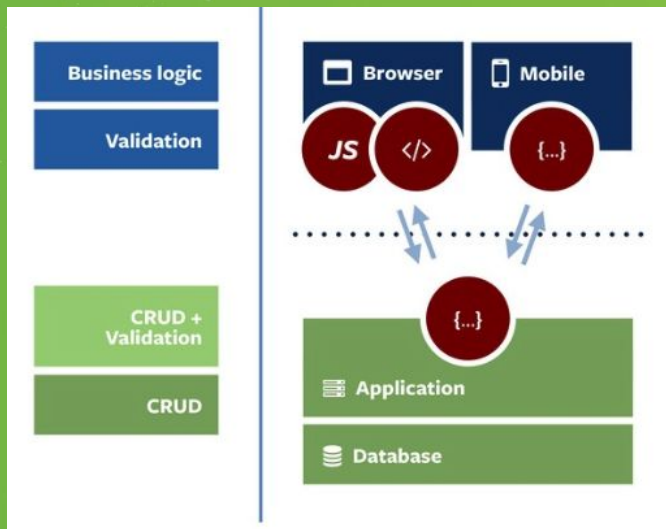 Business logic
Validation
CRUD +
Validation
CRUD
Browser
Mobile
JS
</>
{...}
{...}
Application
Database